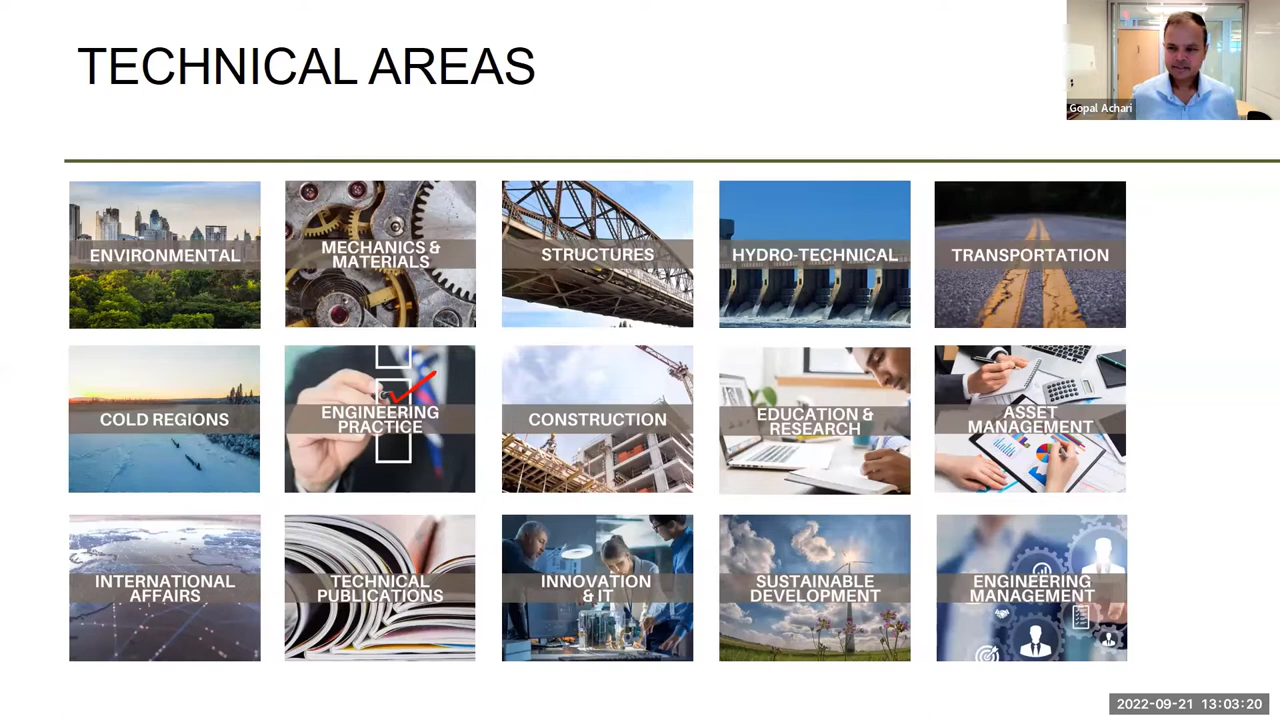 TECHNICAL AREAS
Gopal Achari
ENVIRONMENTAL
MECHANICS &
MATERIALS
STRUCTURES
HYDRO-TECHNICAL
TRANSPORTATION
COLD REGIONS
ENGINEERING
PRACTICE
CONSTRUCTION
EDUCATION &
RESEARCH
ASSET
MANAGEMENT
INTERNATIONAL
AFFAIRS
TECHNICAL
PUBLICATIONS
INNOVATION
& IT
SUSTAINABLE
DEVELOPMENT
ENGINEERING
MANAGEMENT
2022-09-21 13:03:20